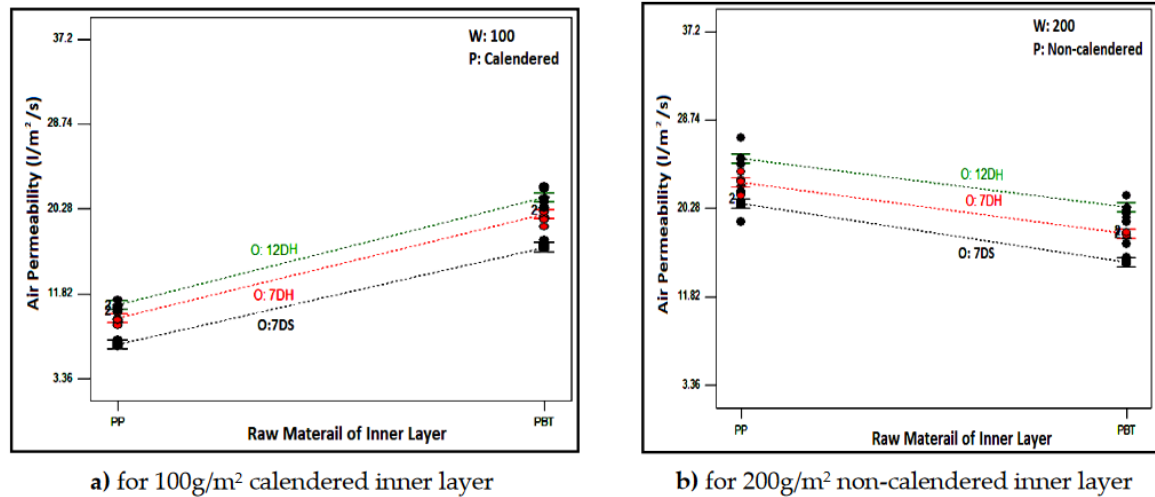 W: 100
P: Calendered
37.2
28.74
20.28
11.82
3.36
Air Permeability (l/m²/s)
O: 12DH
O: 7DH
O:7DS
2
2
PP
PBT
Raw Materail of Inner Layer
a) for 100g/m² calendered inner layer
W: 200
P: Non-calendered
37.2
28.74
20.28
11.82
3.36
Air Permeability (l/m²/s)
O: 12DH
O: 7DH
O: 7DS
2
PP
PBT
Raw Materail of Inner Layer
b) for 200g/m² non-calendered inner layer